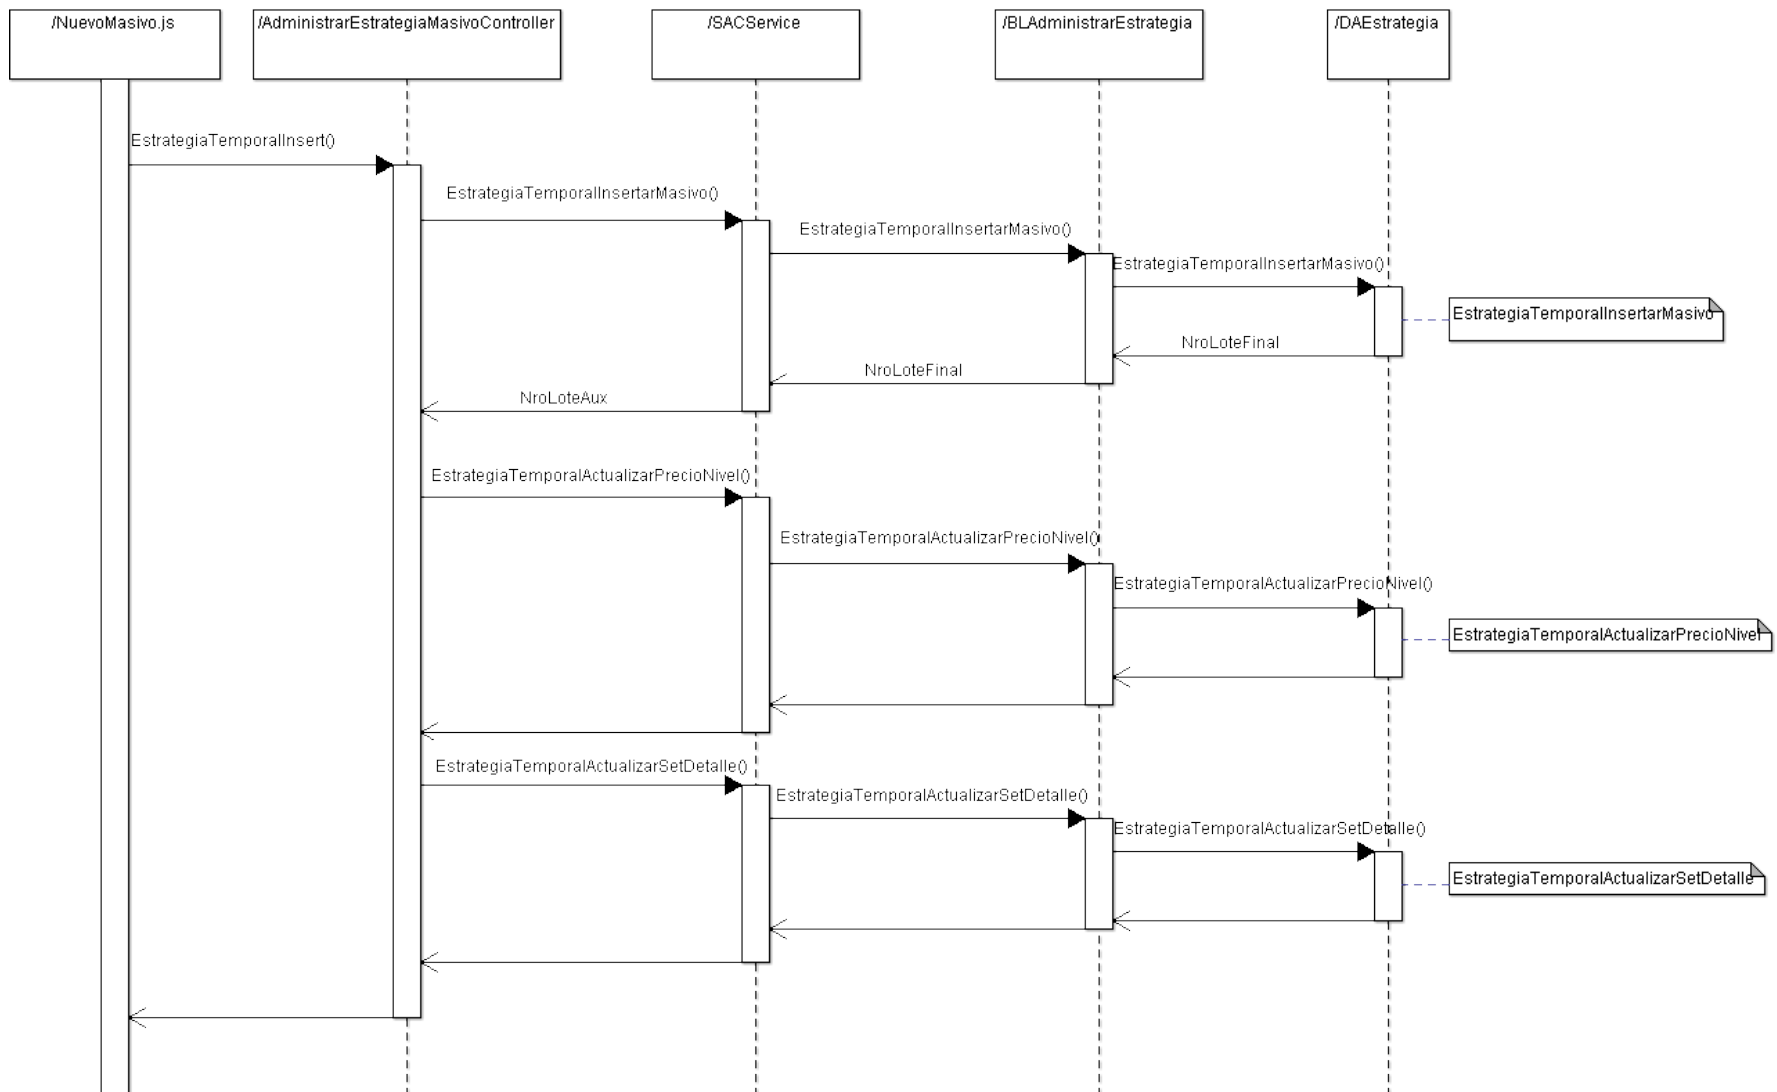 /NuevoMasivo.js
/AdministrarEstrategiaMasivoController
/SACService
/BLAdministrarEstrategia
/DAEstrategia
EstrategiaTemporalInsert()
EstrategiaTemporalInsertarMasivo()
EstrategiaTemporalInsertarMasivo()
EstrategiaTemporalInsertarMasivo()
EstrategiaTemporalInsertarMasivo
NroLoteFinal
NroLoteFinal
NroLoteAux
EstrategiaTemporalActualizarPrecioNivel()
EstrategiaTemporalActualizarPrecioNivel()
EstrategiaTemporalActualizarPrecioNivel()
EstrategiaTemporalActualizarPrecioNivel
EstrategiaTemporalActualizarSetDetalle()
EstrategiaTemporalActualizarSetDetalle()
EstrategiaTemporalActualizarSetDetalle()
EstrategiaTemporalActualizarSetDetalle